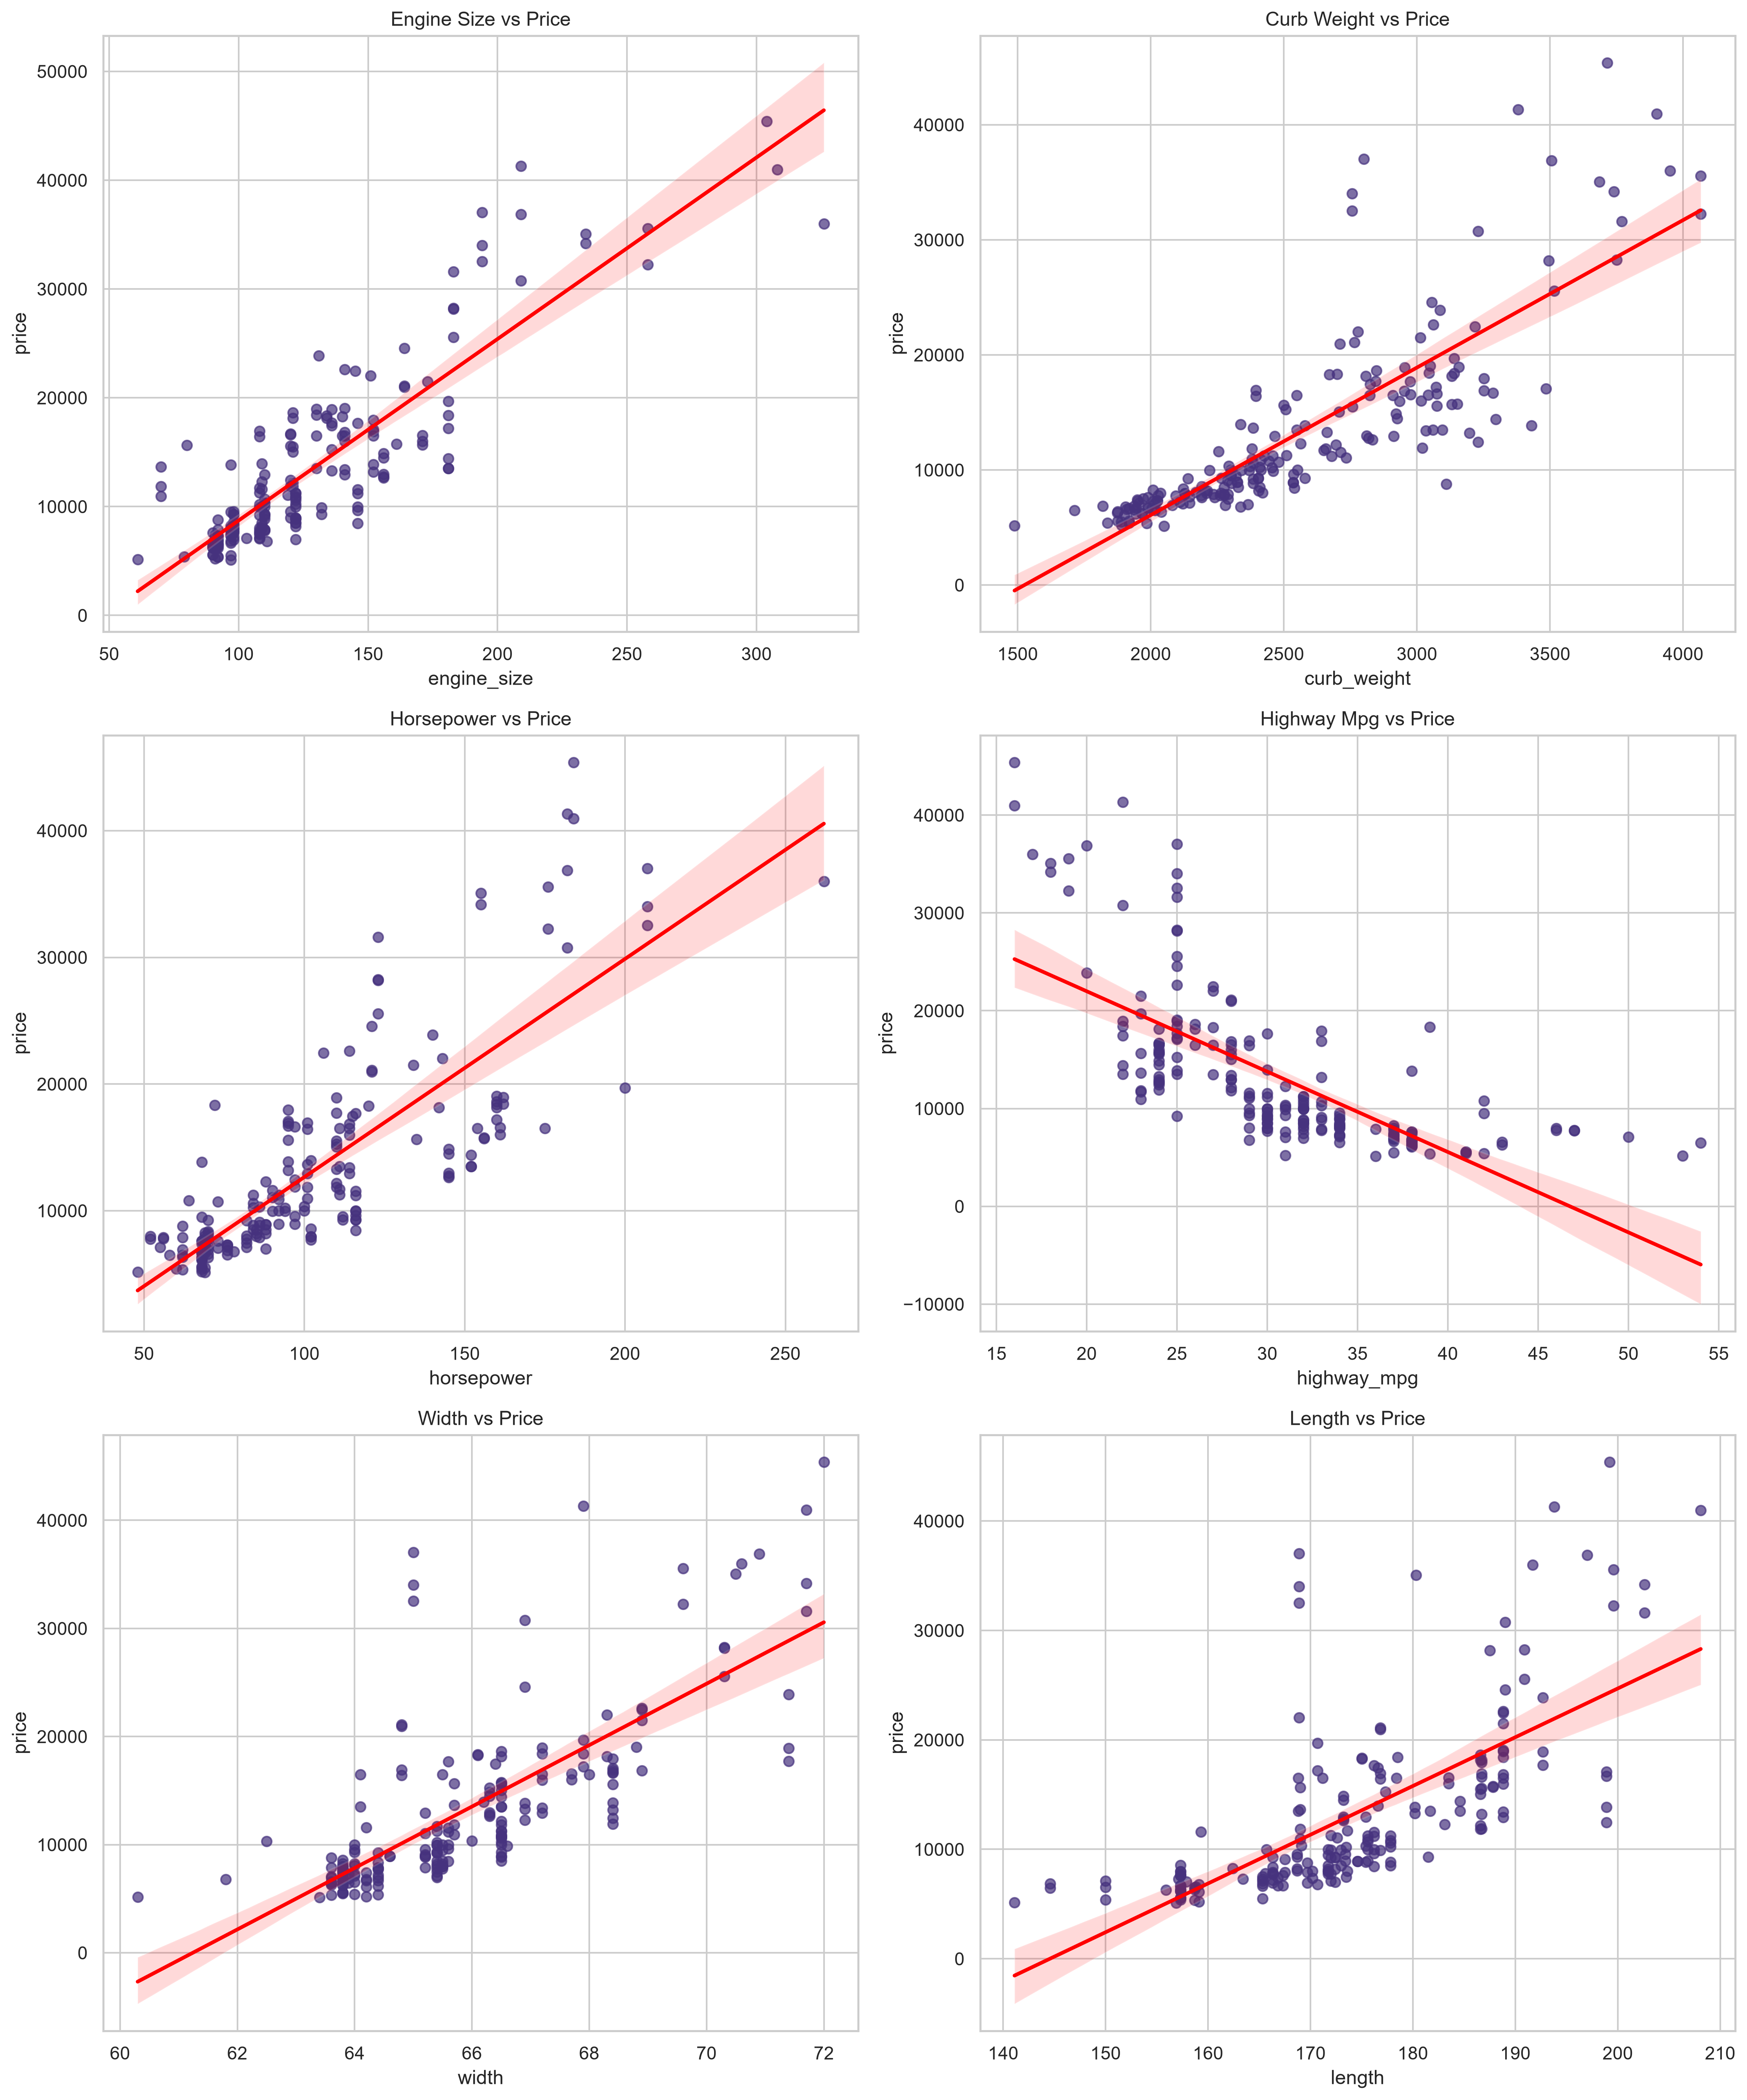 Engine Size vs Price
50000
40000
30000
20000
10000
0
price
50 100 150 200 250 300
engine_size
Curb Weight vs Price
40000
30000
20000
10000
0
price
1500 2000 2500 3000 3500 4000
curb_weight
Horsepower vs Price
40000
30000
20000
10000
price
50 100 150 200 250
horsepower
Highway Mpg vs Price
40000
30000
20000
10000
0
−10000
price
15 20 25 30 35 40 45 50 55
highway_mpg
Width vs Price
40000
30000
20000
10000
0
price
60 62 64 66 68 70 72
width
Length vs Price
40000
30000
20000
10000
0
price
140 150 160 170 180 190 200 210
length